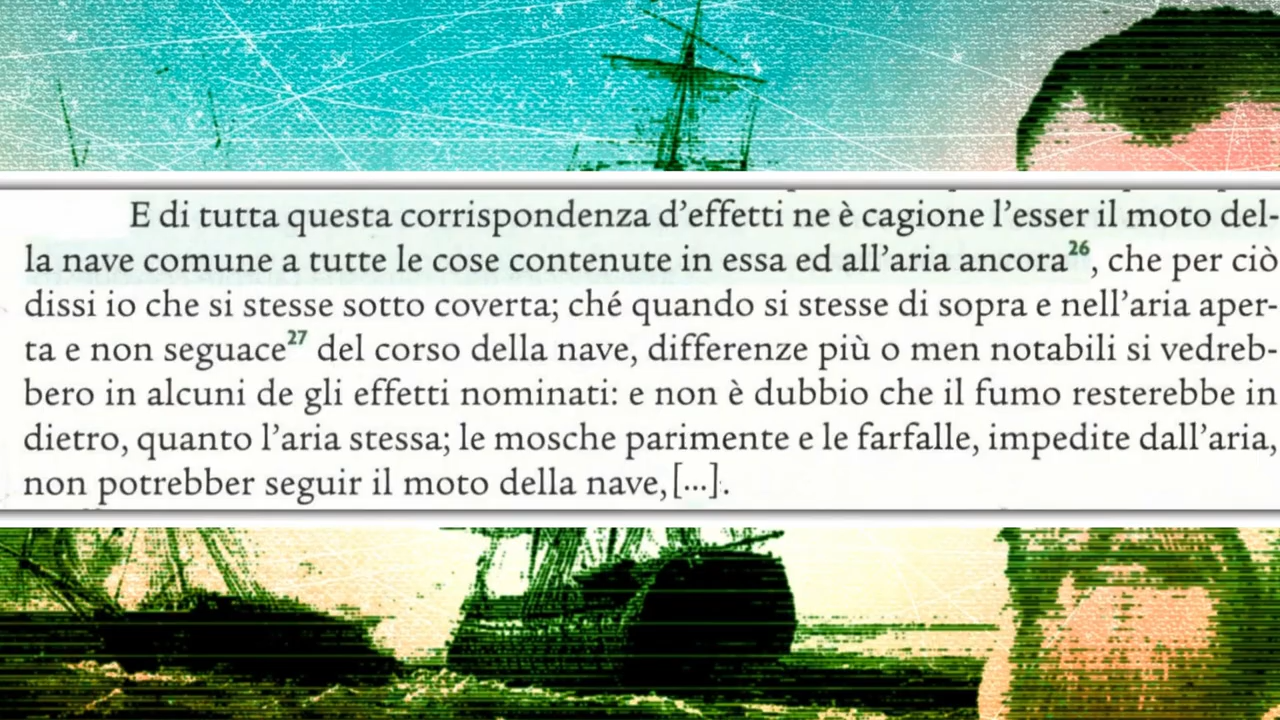 E di tutta questa corrispondenza d'effetti ne è cagione l'esser il moto del-
la nave comune a tutte le cose contenute in essa ed all'aria ancora26, che per ciò
dissi io che si stesse sotto coverta; ché quando si stesse di sopra e nell'aria aper-
ta e non seguace27 del corso della nave, differenze più o men notabili si vedreb-
bero in alcuni de gli effetti nominati: e non è dubbio che il fumo resterebbe in
dietro, quanto l'aria stessa; le mosche parimente e le farfalle, impedite dall'aria,
non potrebber seguir il moto della nave,[...].